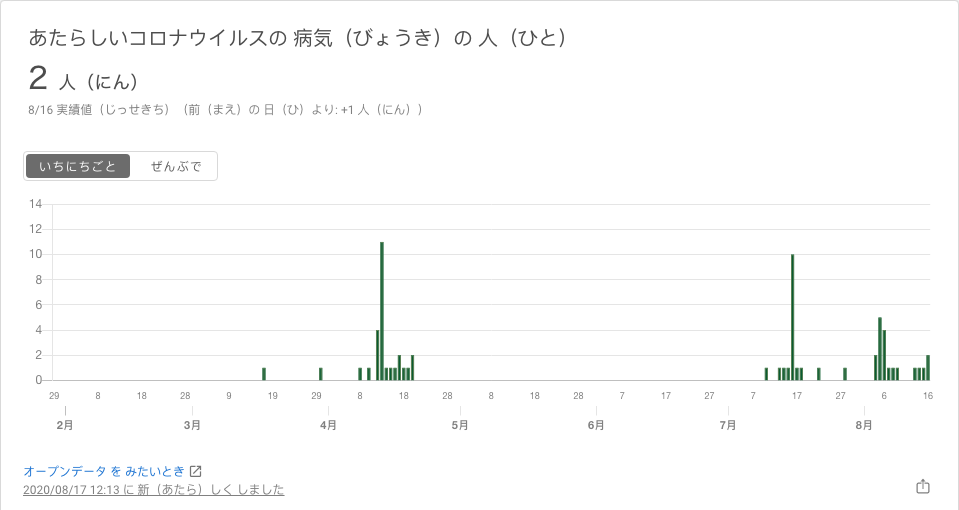 あたらしいコロナウイルスの 病気（びょうき）の 人（ひと）
2 人（にん）
8/16 実績値（じっせきち）（前（まえ）の 日（ひ）より: +1 人（にん））
いちにちごと ぜんぶで
14
12
10
8
6
4
2
0
29 8 18 28 9 19 29 8 18 28 8 18 28 7 17 27 7 17 27 6 16
2月 3月 4月 5月 6月 7月 8月
オープンデータ を みたいとき
2020/08/17 12:13 に 新（あたら）しく しました